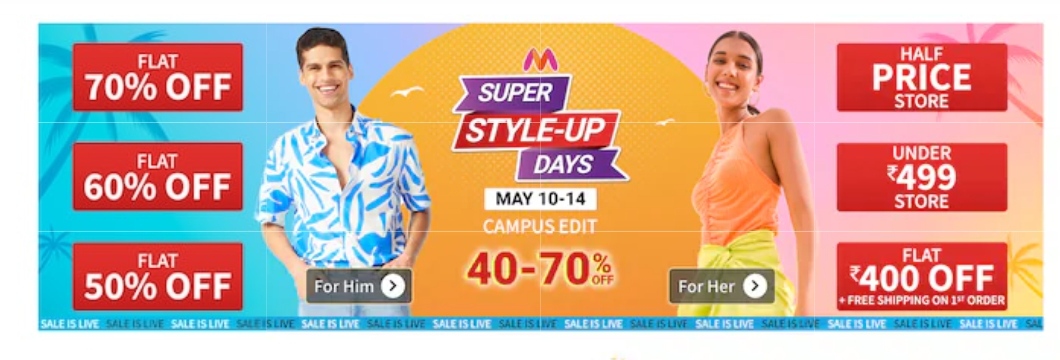 FLAT
70% OFF
FLAT
60% OFF
FLAT
50% OFF
SUPER
STYLE-UP
DAYS
MAY 10-14
CAMPUS EDIT
40-70% OFF
For Him
For Her
HALF
PRICE
STORE
UNDER
₹499
STORE
FLAT
₹400 OFF
+ FREE SHIPPING ON 1ST ORDER
SALE IS LIVE SALE IS LIVE SALE IS LIVE SALE IS LIVE SALE IS LIVE SALE IS LIVE SALE IS LIVE SALE IS LIVE SALE IS LIVE SALE IS LIVE SALE IS LIVE SALE IS LIVE SALE IS LIVE SALE IS LIVE SALE IS LIVE SAL